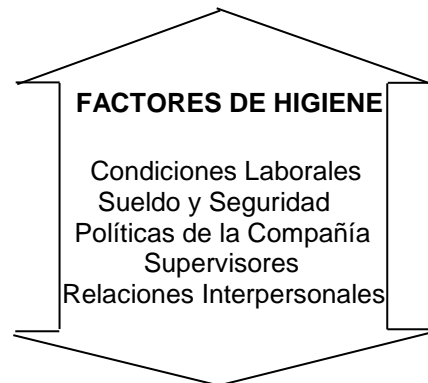 FACTORES DE HIGIENE
Condiciones Laborales
Sueldo y Seguridad
Políticas de la Compañía
Supervisores
Relaciones Interpersonales